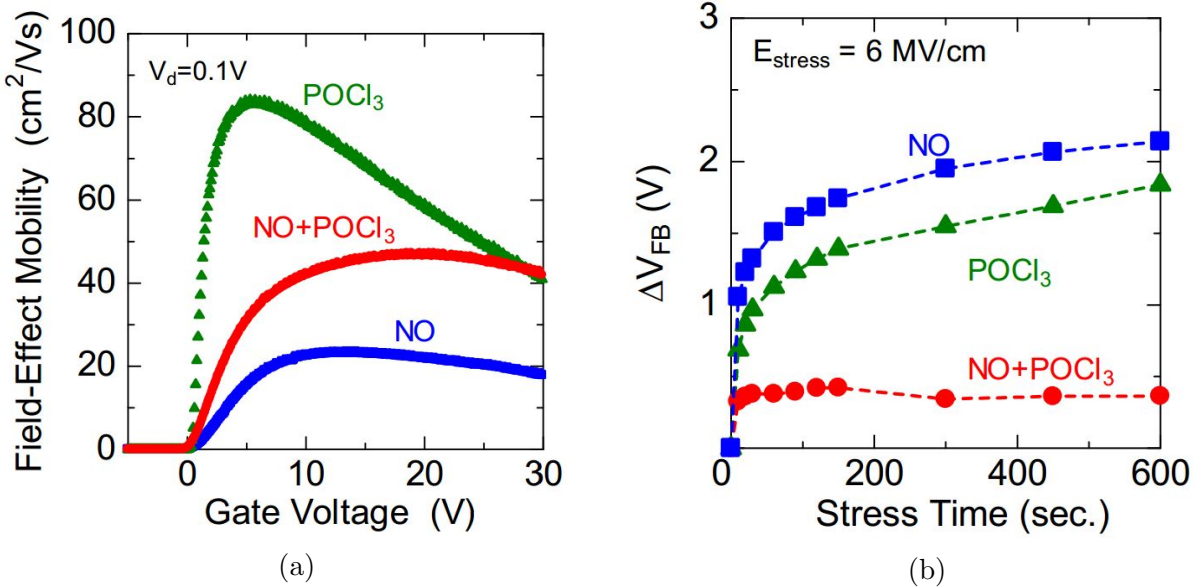 Field-Effect Mobility (cm²/Vs)
100
80
60
40
20
0
V_d=0.1V
POCl₃
NO+POCl₃
NO
0
10
20
30
Gate Voltage (V)
(a)
ΔV_FB (V)
3
2
1
E_stress = 6 MV/cm
NO
POCl₃
NO+POCl₃
0
200
400
600
Stress Time (sec.)
(b)